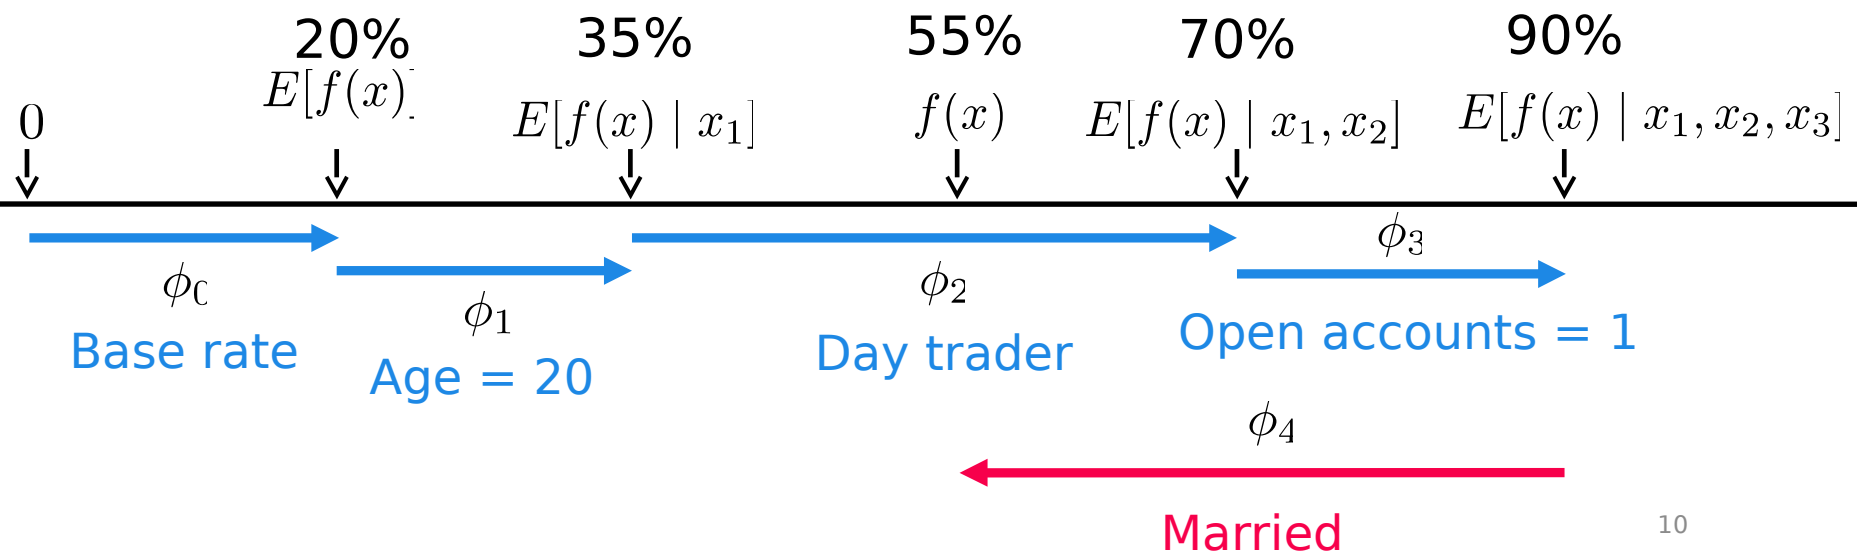 20% 35% 55% 70% 90%
0 E[f(x)] E[f(x) | x₁] f(x) E[f(x) | x₁, x₂] E[f(x) | x₁, x₂, x₃]
ϕ₀ ϕ₁ ϕ₂ ϕ₃
Base rate Age = 20 Day trader Open accounts = 1
ϕ₄
Married
10